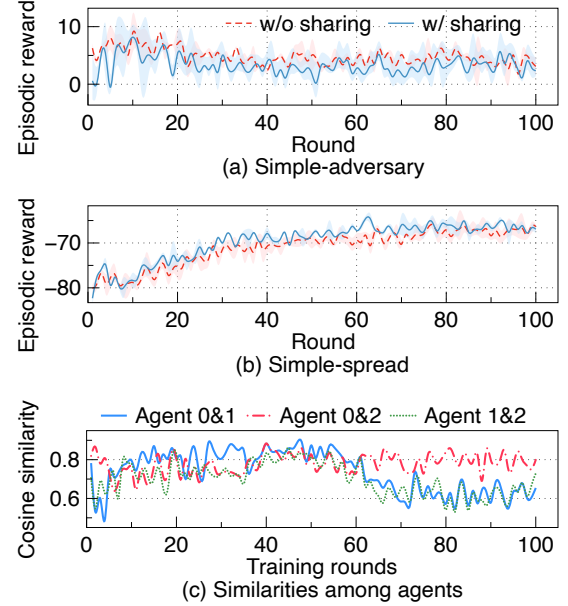 w/o sharing w/ sharing
Episodic reward
10
0
0 20 40 60 80 100
Round
(a) Simple-adversary
Episodic reward
−70
−80
0 20 40 60 80 100
Round
(b) Simple-spread
Agent 0&1 Agent 0&2 Agent 1&2
Cosine similarity
0.8
0.6
0 20 40 60 80 100
Training rounds
(c) Similarities among agents